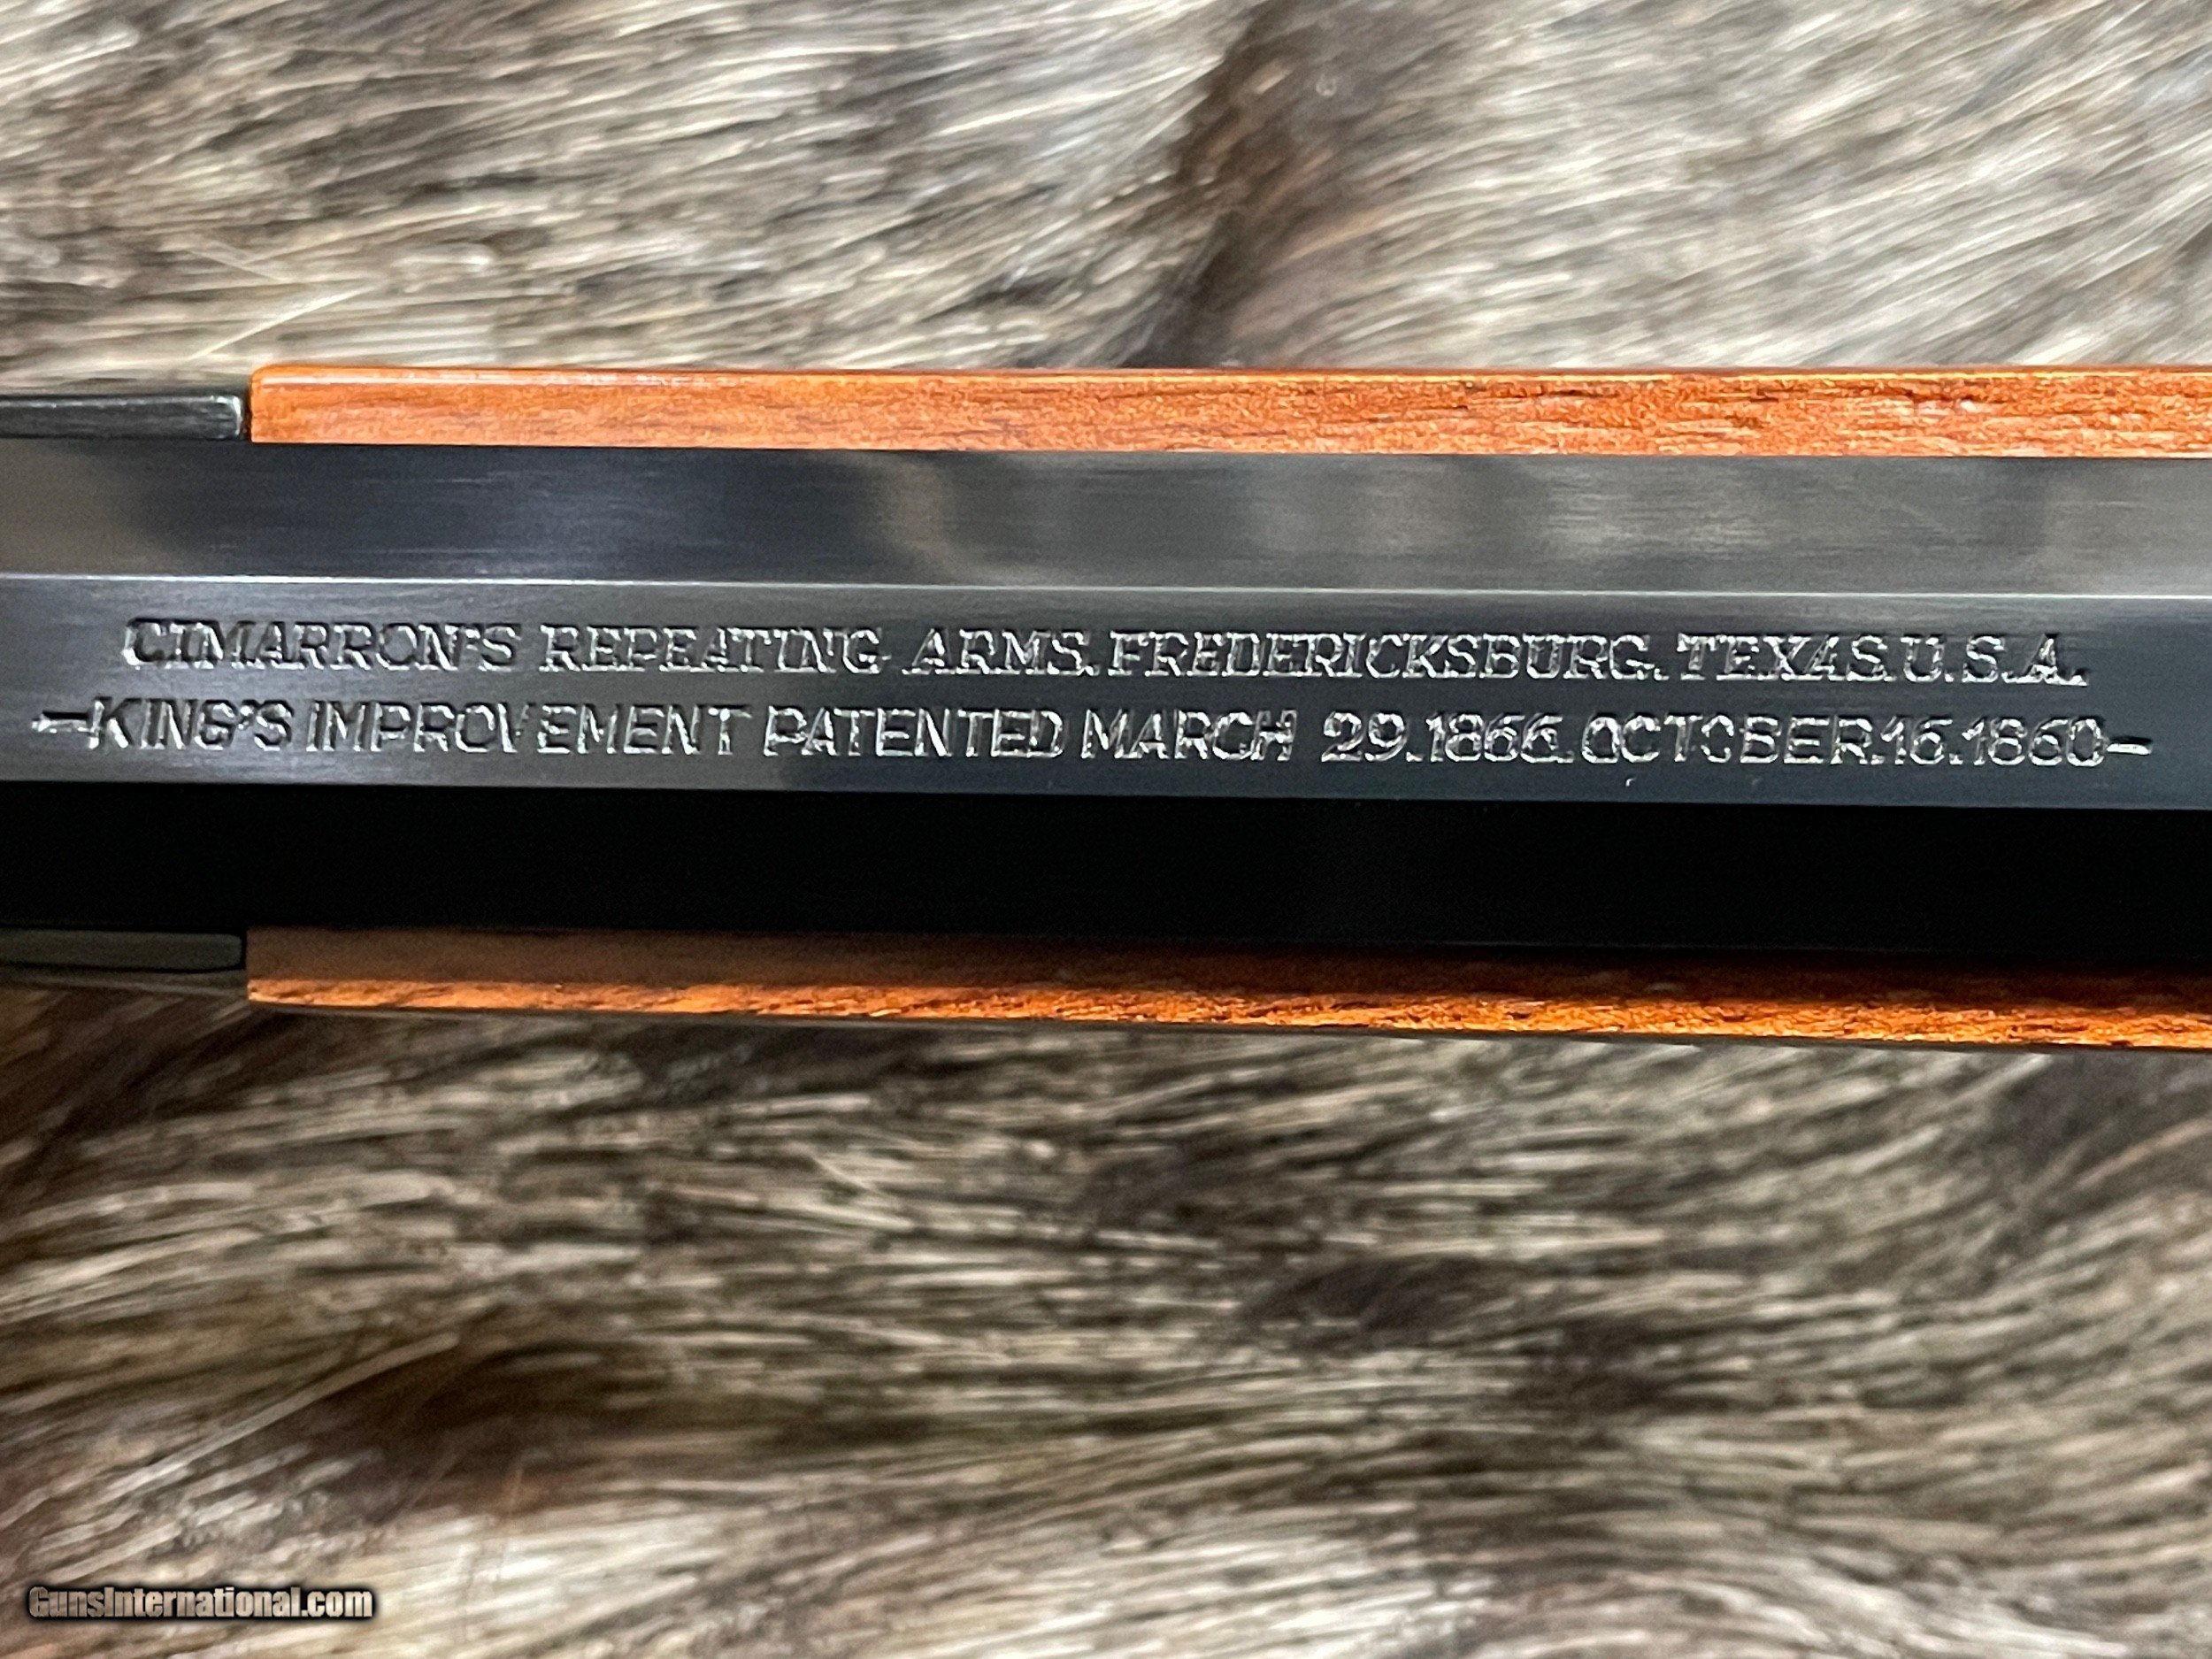 CIMARRON'S REPEATING ARMS. FREDERICKSBURG. TEXAS. U.S.A.
-KING'S IMPROVEMENT PATENTED MARCH 29.1866. OCTOBER.16.1860-
GunsInternational.com